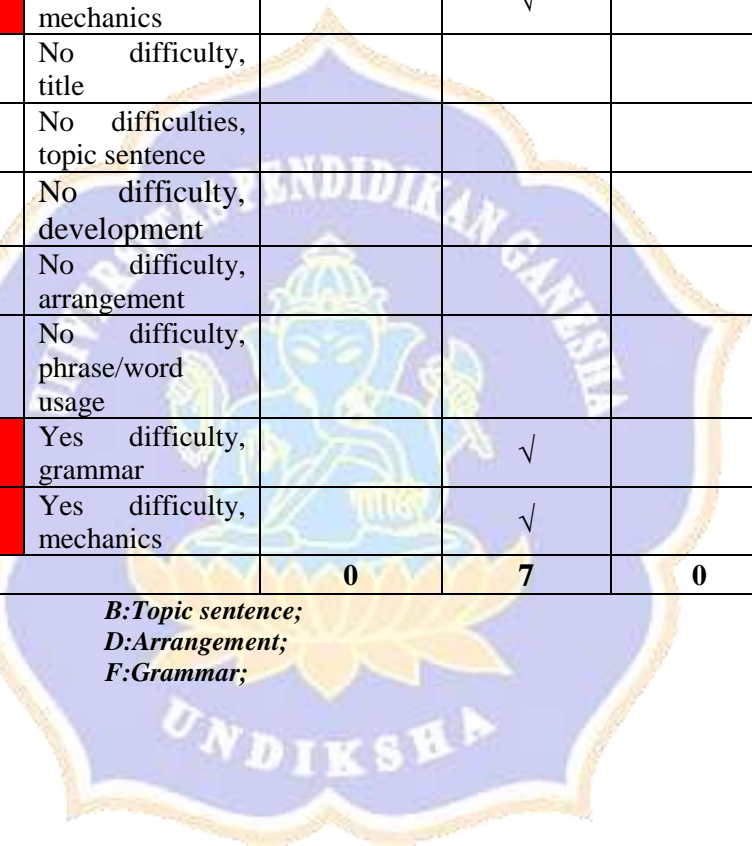 mechanics √
No difficulty,
title
No difficulties,
topic sentence
No difficulty,
development
No difficulty,
arrangement
No difficulty,
phrase/word
usage
Yes difficulty,
grammar √
Yes difficulty,
mechanics √
0 7 0
B:Topic sentence;
D:Arrangement;
F:Grammar;
UNIVERSITAS PENDIDIKAN GANESHA
UNDIKSHA